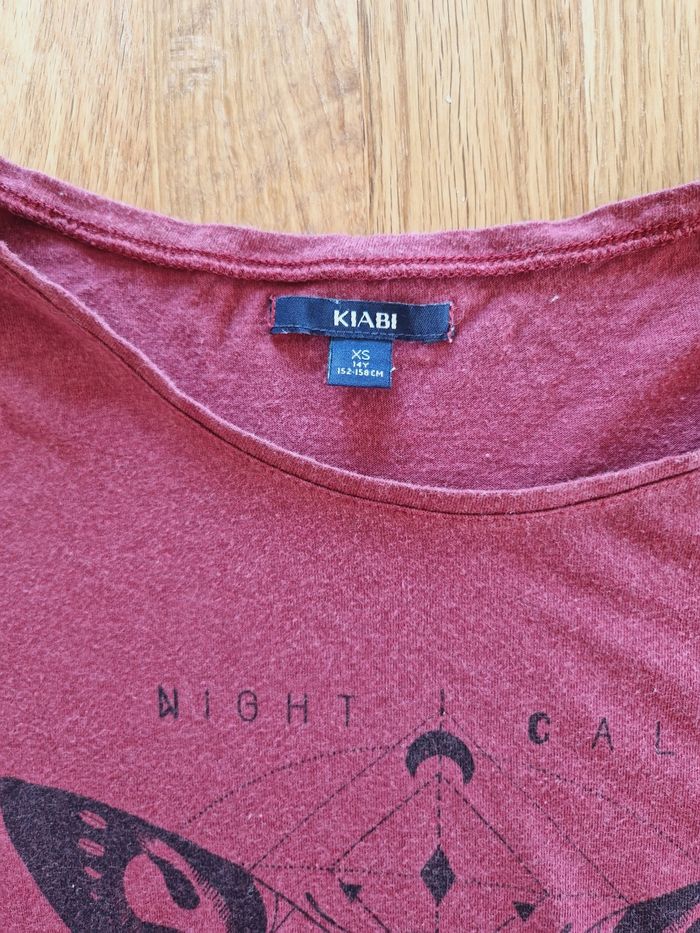 KIABI
XS
14Y
152-158CM
NIGHT CAL